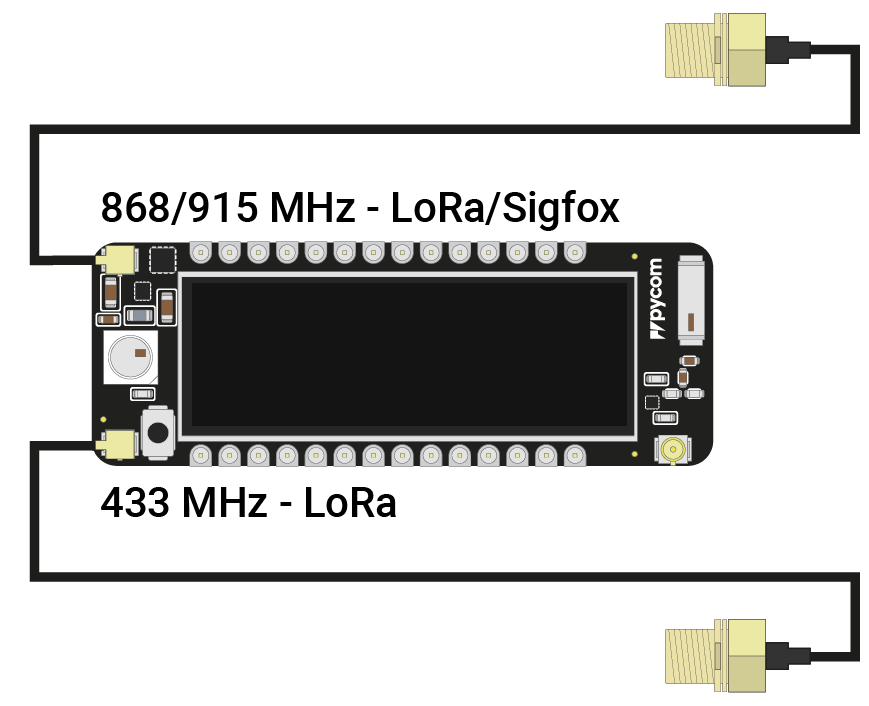 868/915 MHz - LoRa/Sigfox
pycom
433 MHz - LoRa